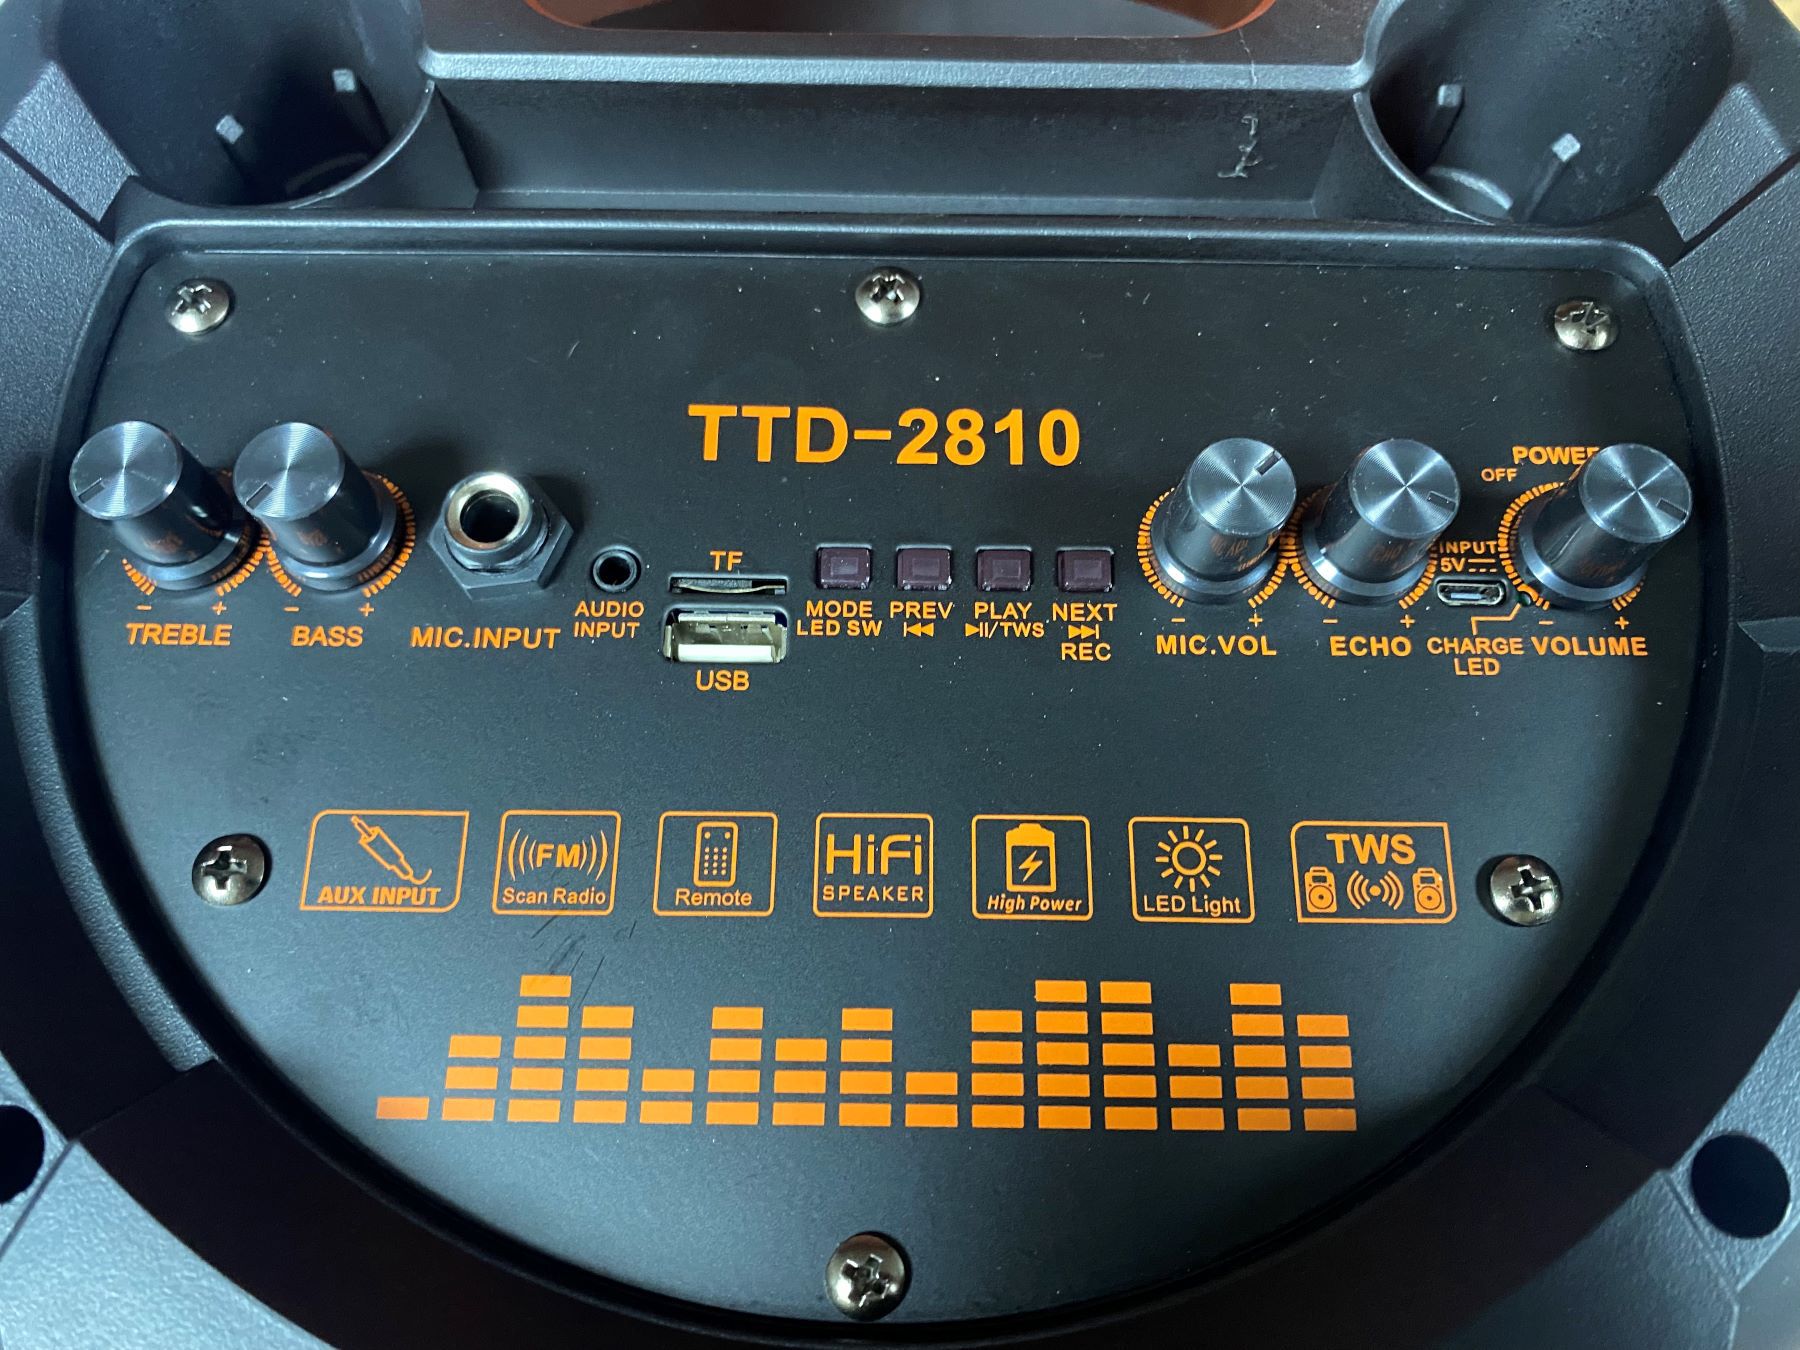 TTD-2810
POWER
OFF
TF
INPUT
5V
AUDIO
INPUT
MODE
LED SW
PREV
PLAY
/TWS
NEXT
REC
- +
TREBLE
- +
BASS
MIC.INPUT
USB
- +
MIC.VOL
- +
ECHO
CHARGE
LED
- +
VOLUME
AUX INPUT
FM
Scan Radio
Remote
HiFi
SPEAKER
High Power
LED Light
TWS